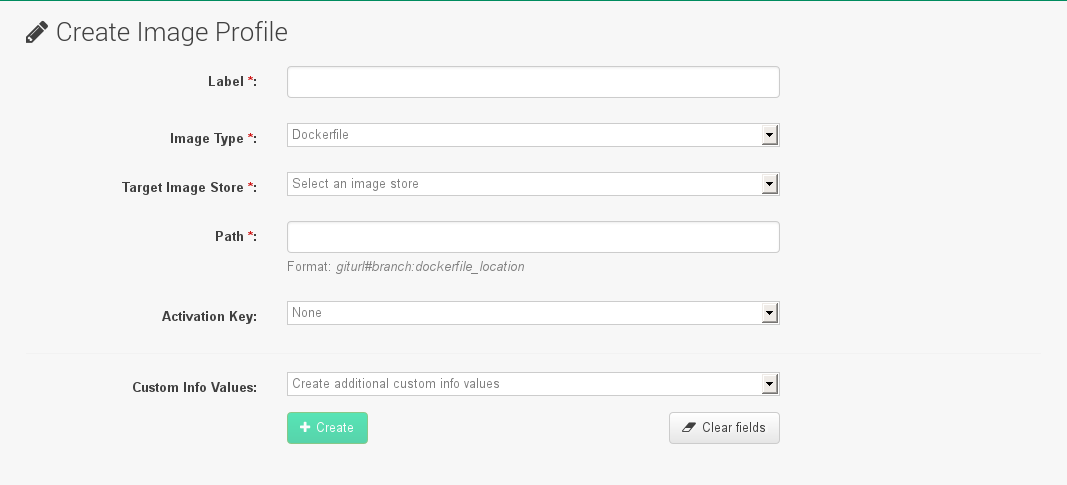 Create Image Profile
Label *:
Image Type *: Dockerfile
Target Image Store *: Select an image store
Path *:
Format: giturl#branch:dockerfile_location
Activation Key: None
Custom Info Values: Create additional custom info values
Create Clear fields